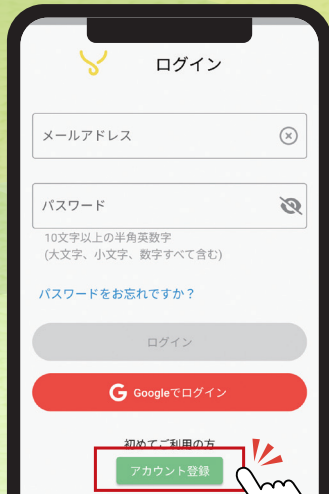 ログイン
メールアドレス
パスワード
10文字以上の半角英数字
(大文字、小文字、数字すべて含む)
パスワードをお忘れですか？
ログイン
G Googleでログイン
初めてご利用の方
アカウント登録